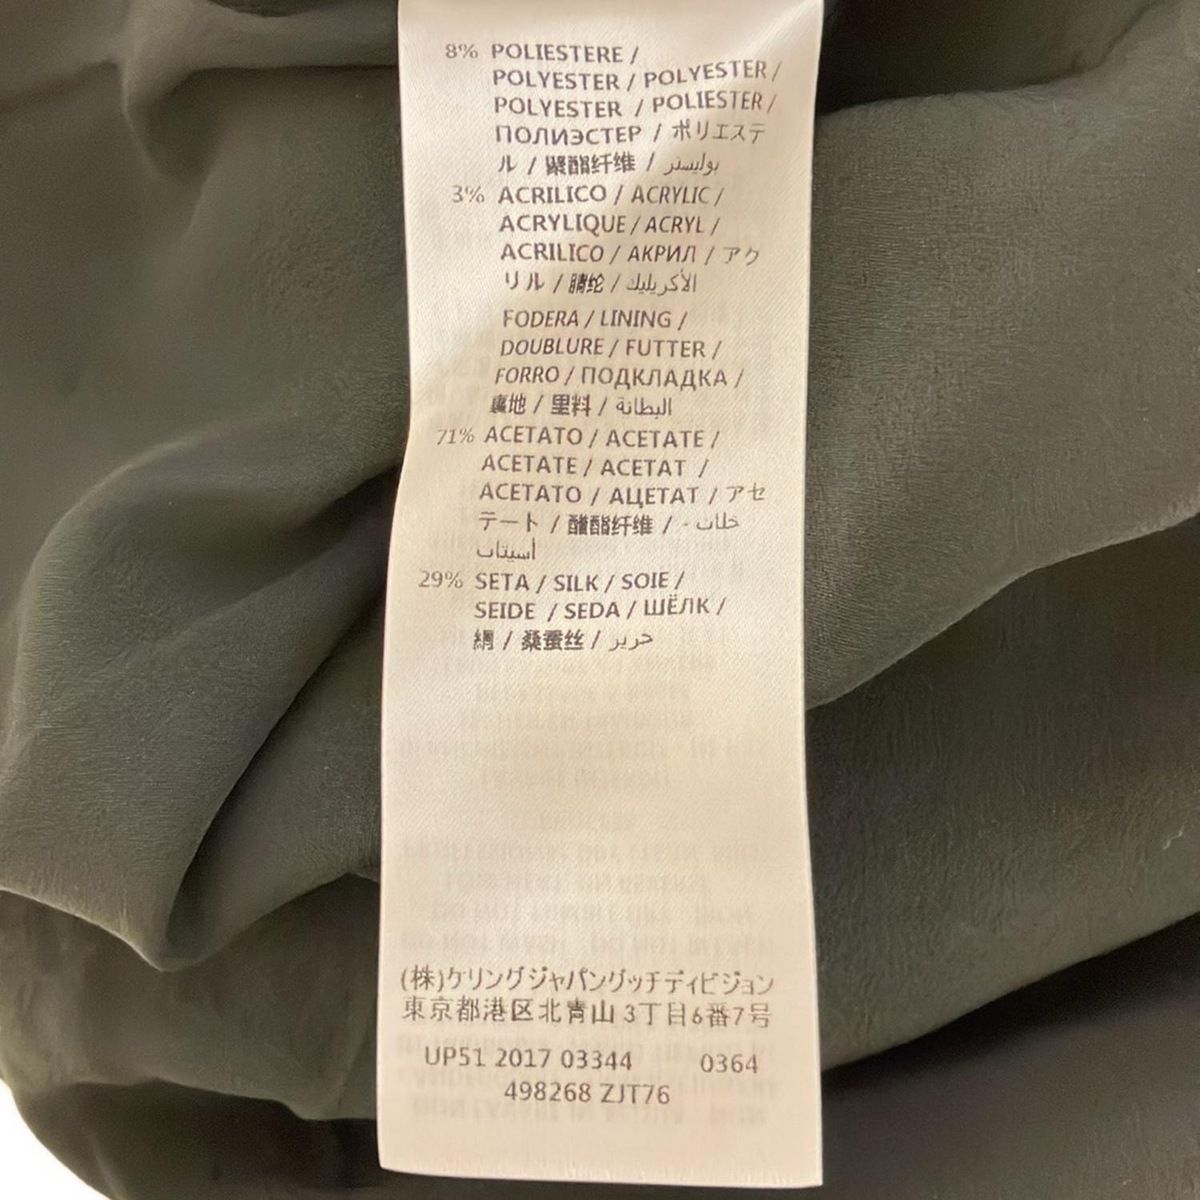 8% POLIESTERE /
POLYESTER / POLYESTER /
POLYESTER / POLIESTER /
ПОЛИЭСТЕР / ポリエステ
ル / 聚酯纤维 / بوليستر
3% ACRILICO / ACRYLIC /
ACRYLIQUE / ACRYL /
ACRILICO / АКРИЛ / アク
リル / 腈纶 / الأكريليك
FODERA / LINING /
DOUBLURE / FUTTER /
FORRO / ПОДКЛАДКА /
裏地 / 里料 / البطانة
71% ACETATO / ACETATE /
ACETATE / ACETAT /
ACETATO / АЦЕТАТ / アセ
テート / 醋酯纤维 / خلات -
أسيتات
29% SETA / SILK / SOIE /
SEIDE / SEDA / ШЁЛК /
絹 / 桑蚕丝 / حرير
(株)ケリングジャパングッチディビジョン
東京都港区北青山 3丁目6番7号
UP51 2017 03344 0364
498268 ZJT76